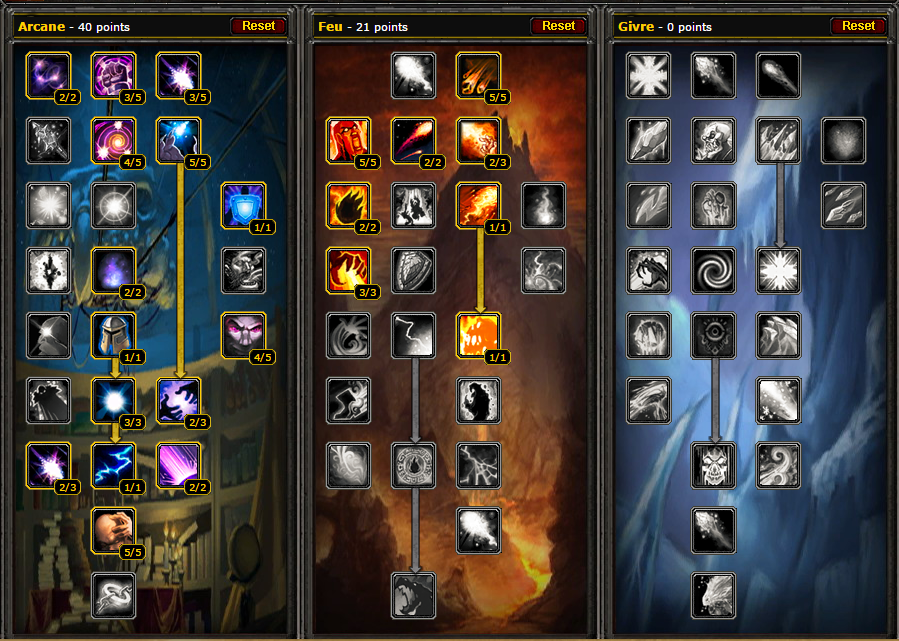 Arcane - 40 points Reset Feu - 21 points Reset Givre - 0 points Reset
2/2 3/5 3/5 5/5
4/5 5/5 5/5 2/2 2/3
1/1 2/2 1/1
2/2 3/3
1/1 4/5 1/1
3/3 2/3
2/3 1/1 2/2
5/5